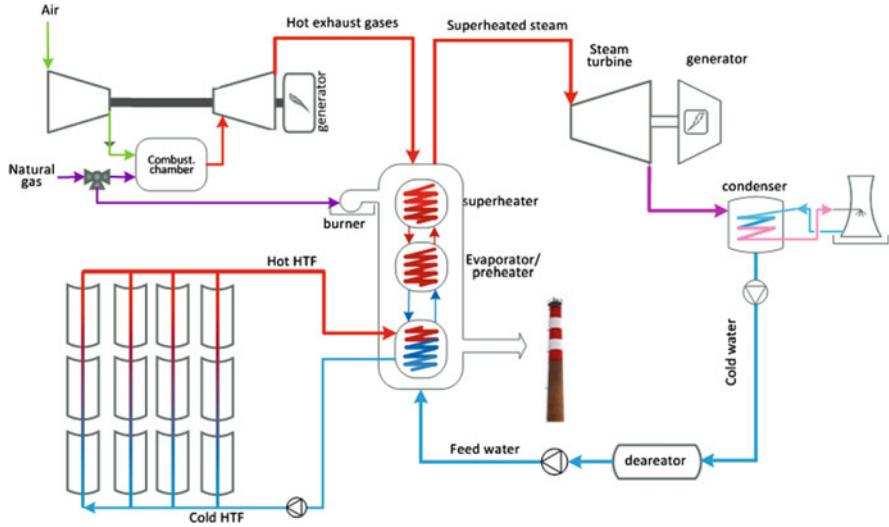 Air
Hot exhaust gases
Superheated steam
Steam
turbine
generator
generator
Combust.
chamber
Natural
gas
burner
superheater
condenser
Hot HTF
Evaporator/
preheater
Cold water
Feed water
deareator
Cold HTF